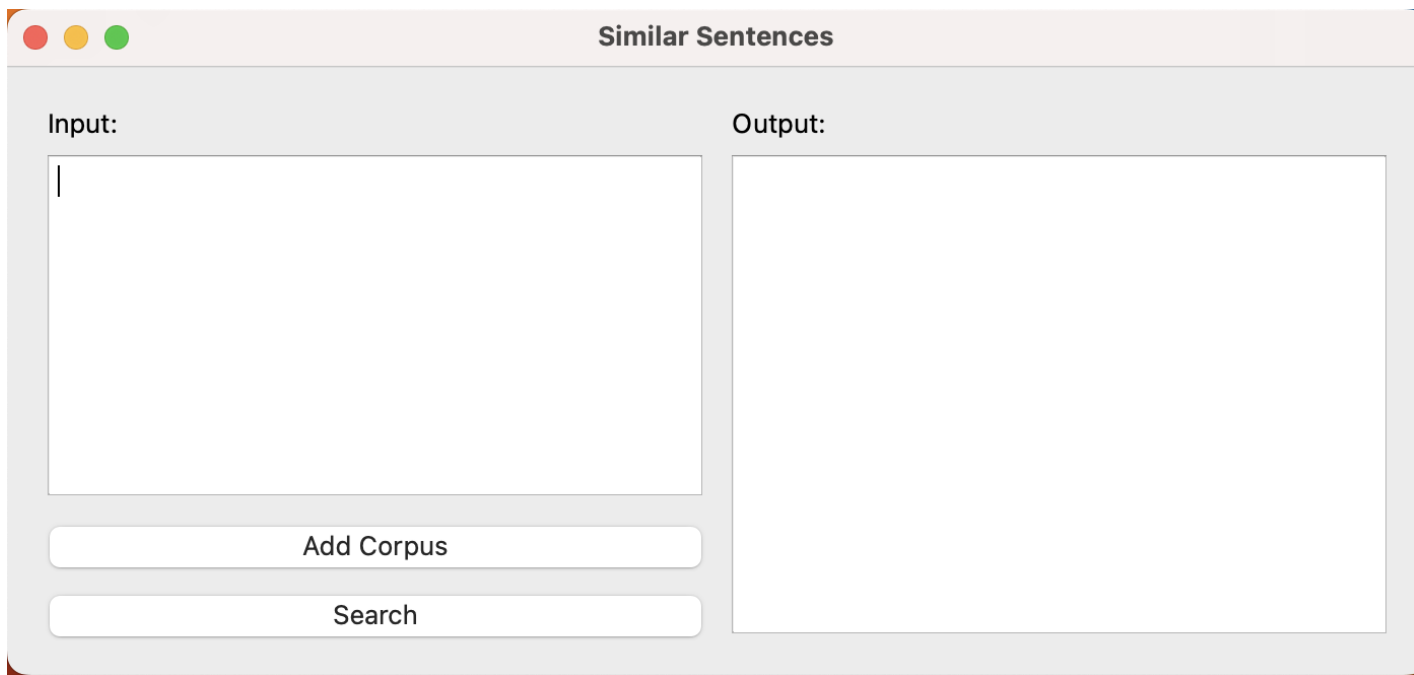 Similar Sentences
Input:
Output:
Add Corpus
Search